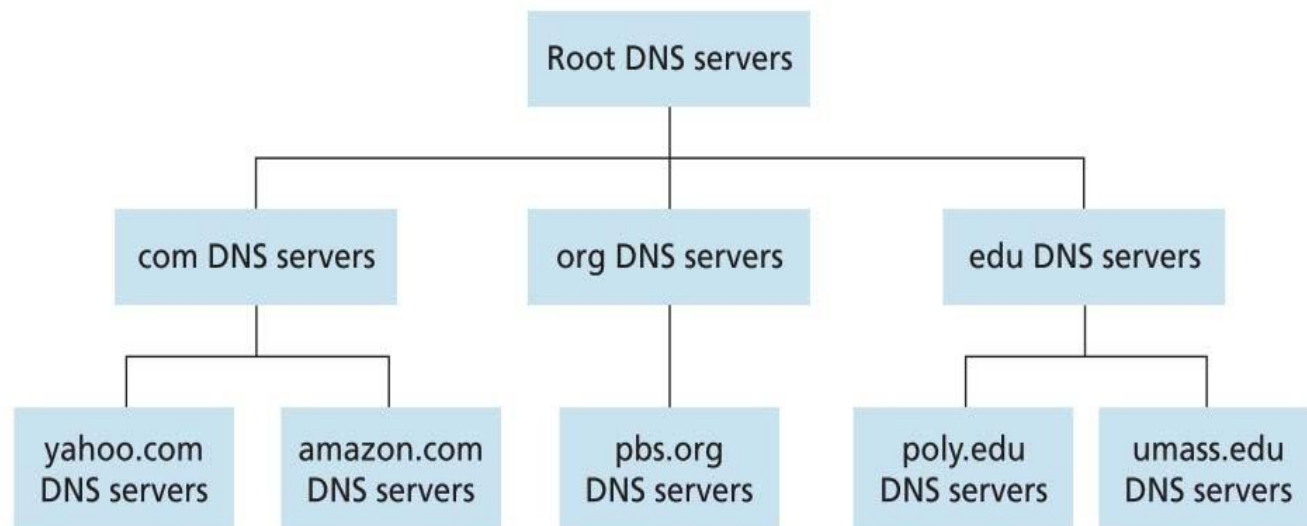 Root DNS servers
com DNS servers
org DNS servers
edu DNS servers
yahoo.com
DNS servers
amazon.com
DNS servers
pbs.org
DNS servers
poly.edu
DNS servers
umass.edu
DNS servers